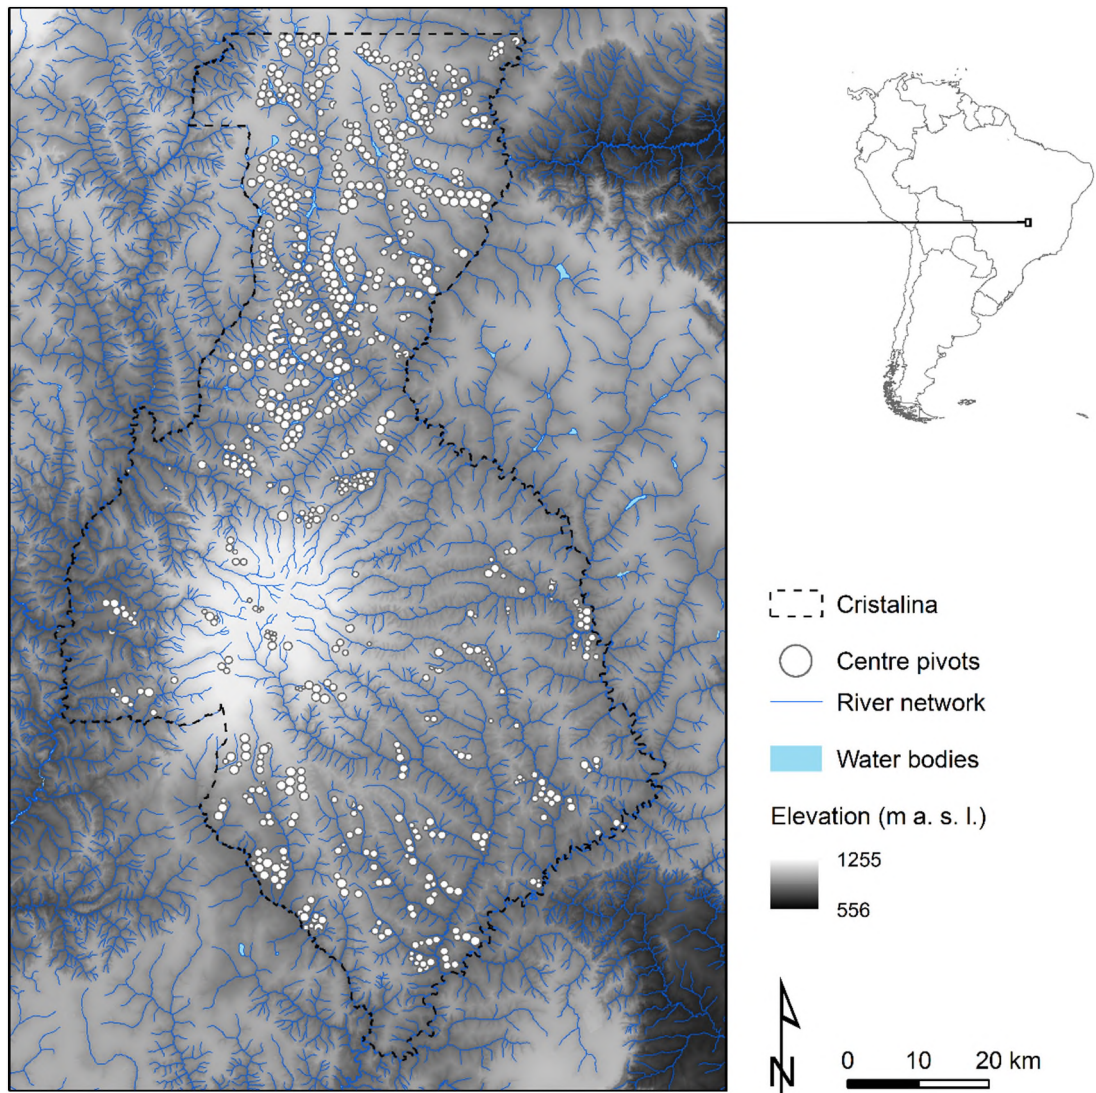 Cristalina
Centre pivots
River network
Water bodies
Elevation (m a. s. l.)
1255
556
N
0 10 20 km